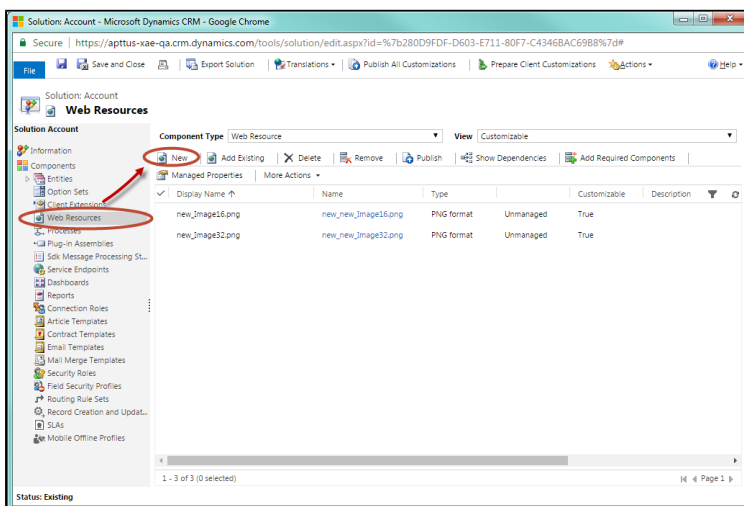 Solution: Account - Microsoft Dynamics CRM - Google Chrome
Secure | https://apttus-xae-qa.crm.dynamics.com/tools/solution/edit.aspx?id=%7b280D9FDF-D603-E711-80F7-C4346BAC69B8%7d#
File Save and Close Export Solution Translations Publish All Customizations Prepare Client Customizations Actions Help
Solution: Account
Web Resources
Solution Account
Component Type Web Resource View Customizable
Information
Components
Entities
Option Sets
Client Extensions
Web Resources
Processes
Plug-in Assemblies
Sdk Message Processing St...
Service Endpoints
Dashboards
Reports
Connection Roles
Article Templates
Contract Templates
Email Templates
Mail Merge Templates
Security Roles
Field Security Profiles
Routing Rule Sets
Record Creation and Updat...
SLAs
Mobile Offline Profiles
New Add Existing Delete Remove Publish Show Dependencies Add Required Components
Managed Properties More Actions
Display Name Name Type Customizable Description
new_Image16.png new_new_Image16.png PNG format Unmanaged True
new_Image32.png new_new_Image32.png PNG format Unmanaged True
1 - 3 of 3 (0 selected) Page 1
Status: Existing